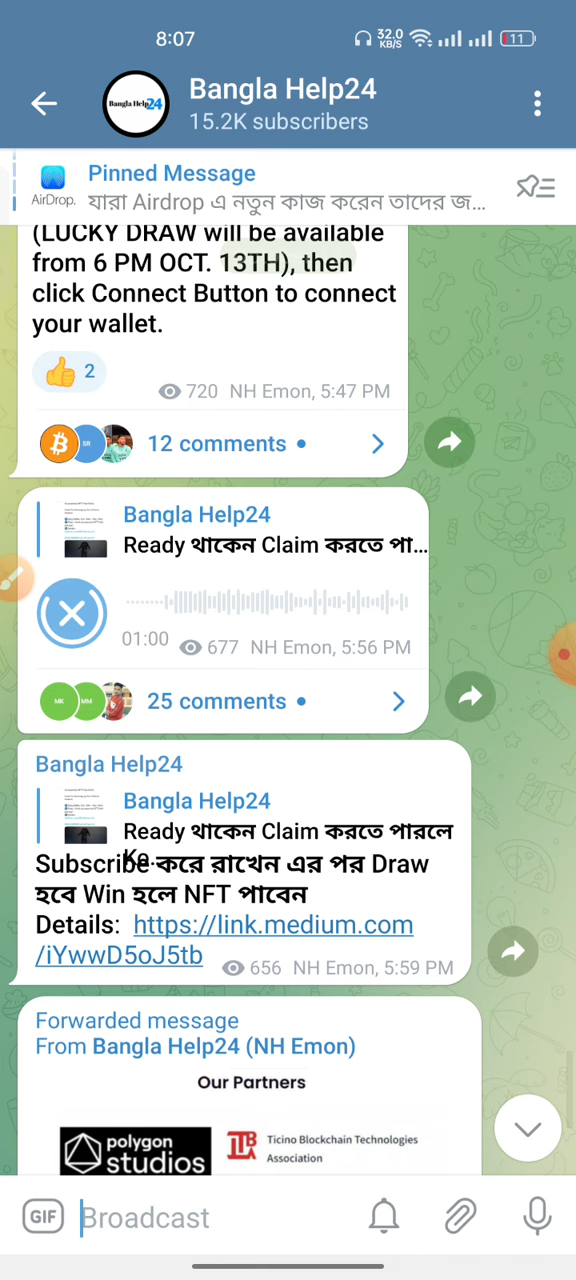 8:07
32.0
KB/S
11
Bangla Help24
Bangla Help24
15.2K subscribers
AirDrop.
Pinned Message
যারা Airdrop এ নতুন কাজ করেন তাদের জ...
(LUCKY DRAW will be available
from 6 PM OCT. 13TH), then
click Connect Button to connect
your wallet.
2
720 NH Emon, 5:47 PM
SR
12 comments
Bangla Help24
Ready থাকেন Claim করতে পা...
01:00
677 NH Emon, 5:56 PM
MK
MM
25 comments
Bangla Help24
Bangla Help24
Ready থাকেন Claim করতে পারলে
Ke...
Subscribe করে রাখেন এর পর Draw
হবে Win হলে NFT পাবেন
Details: https://link.medium.com
/iYwwD5oJ5tb
656 NH Emon, 5:59 PM
Forwarded message
From Bangla Help24 (NH Emon)
Our Partners
polygon
studios
Ticino Blockchain Technologies
Association
GIF
Broadcast